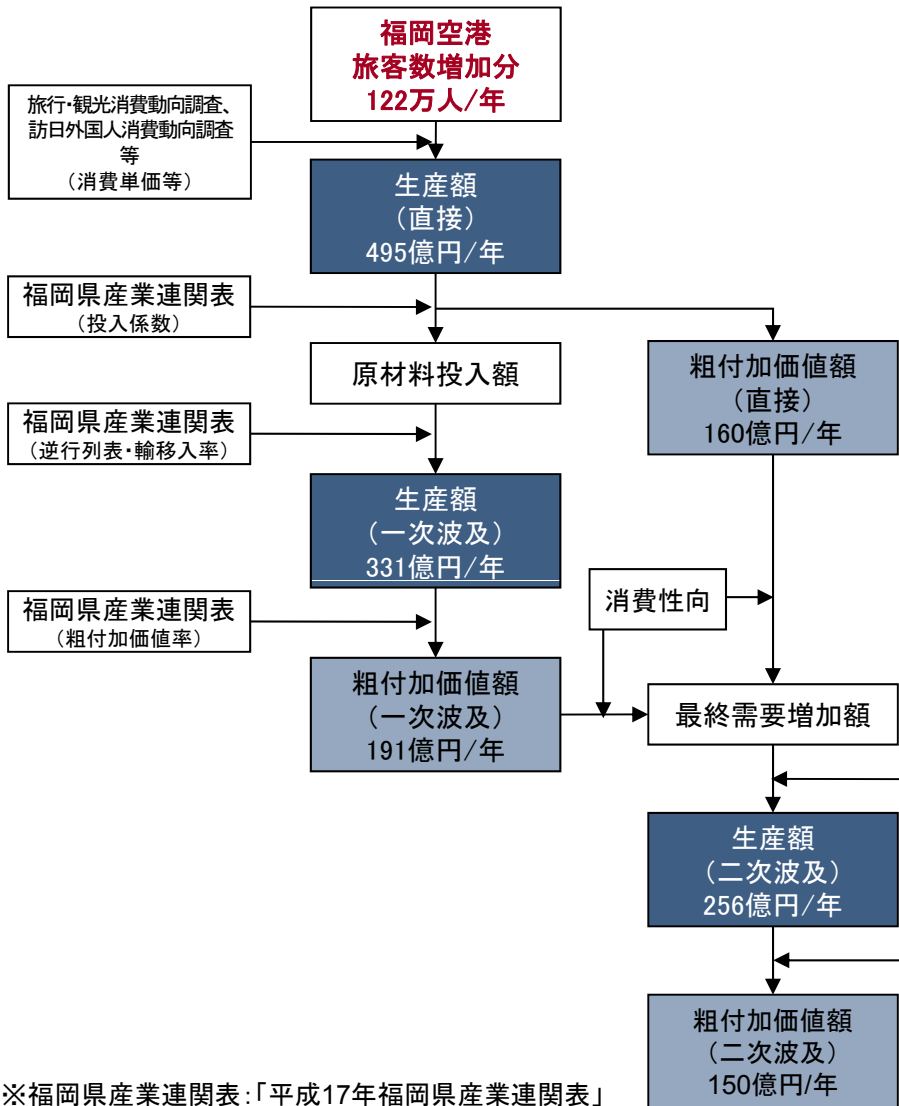 福岡空港
旅客数増加分
122万人/年
旅行・観光消費動向調査、
訪日外国人消費動向調査
等
（消費単価等）
生産額
（直接）
495億円/年
福岡県産業連関表
（投入係数）
原材料投入額
粗付加価値額
（直接）
160億円/年
福岡県産業連関表
（逆行列表・輸移入率）
生産額
（一次波及）
331億円/年
消費性向
福岡県産業連関表
（粗付加価値率）
粗付加価値額
（一次波及）
191億円/年
最終需要増加額
生産額
（二次波及）
256億円/年
粗付加価値額
（二次波及）
150億円/年
※福岡県産業連関表：「平成17年福岡県産業連関表」